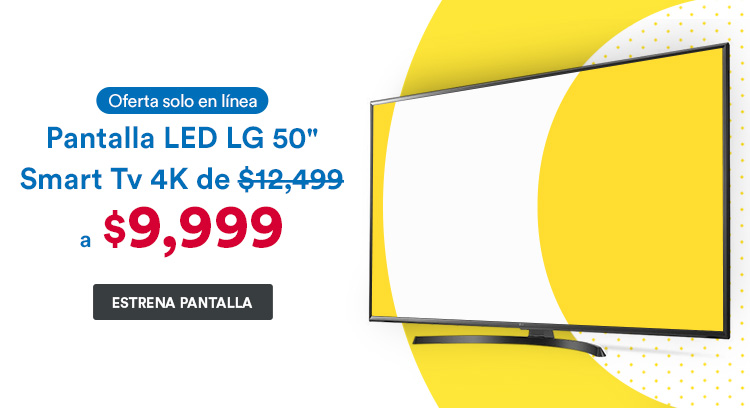 Oferta solo en línea
Pantalla LED LG 50"
Smart Tv 4K de $12,499
a $9,999
ESTRENA PANTALLA